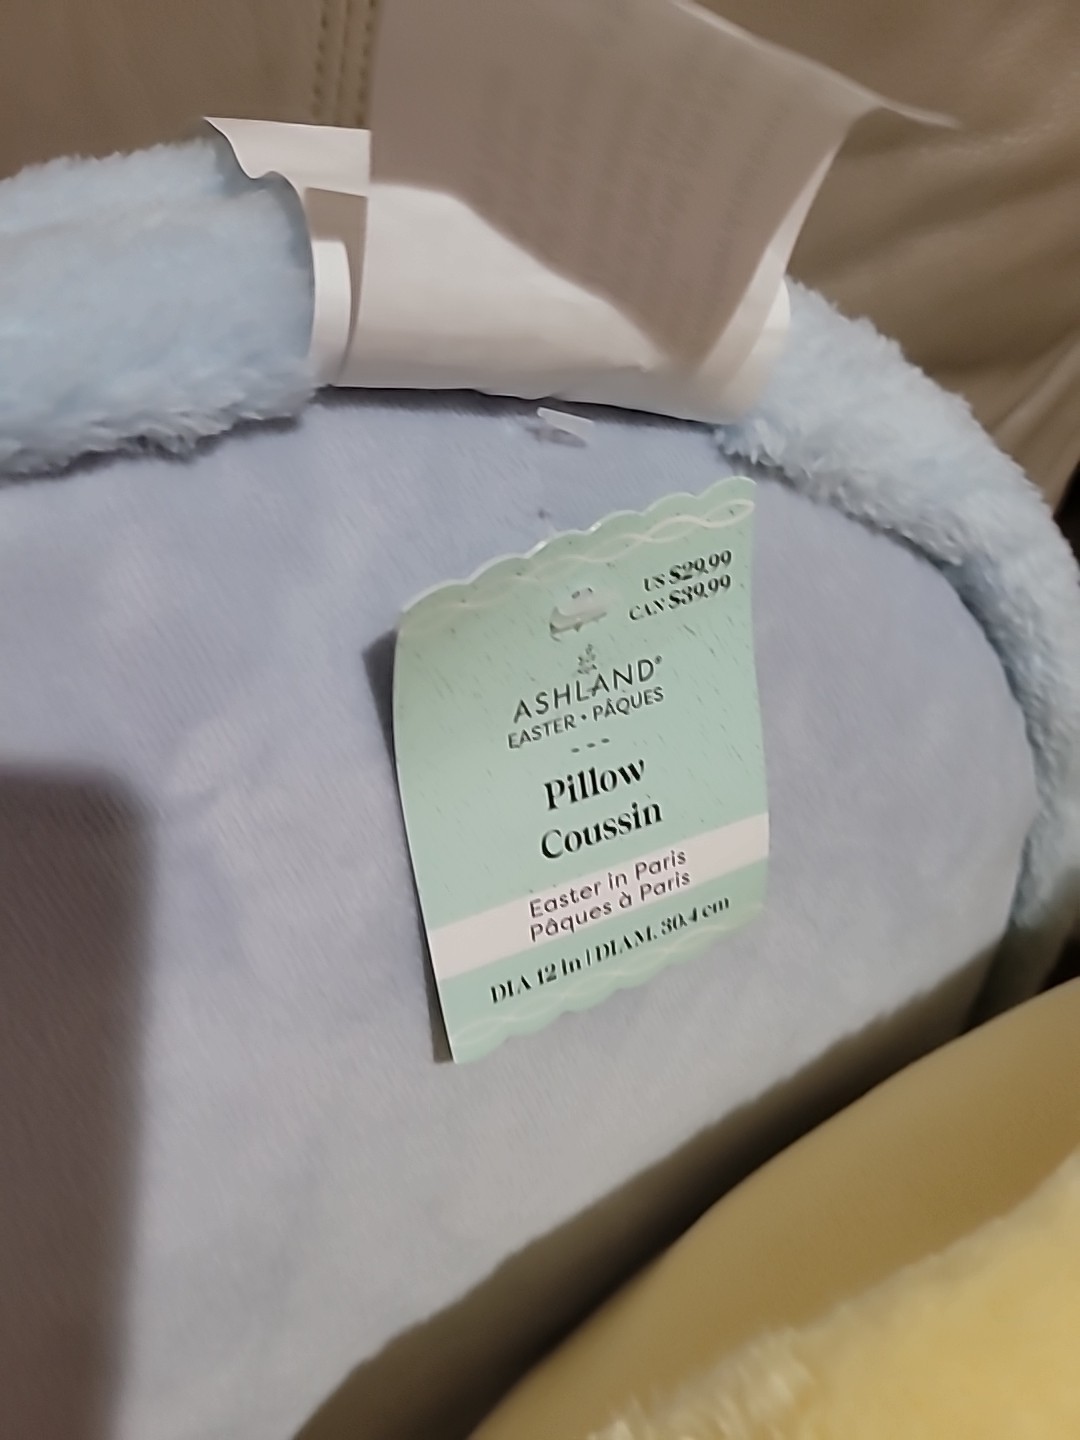 US $29.99
CAN $39.99
ASHLAND®
EASTER • PÂQUES
---
Pillow
Coussin
Easter in Paris
Pâques à Paris
DIA 12 in | DIAM. 30.4 cm